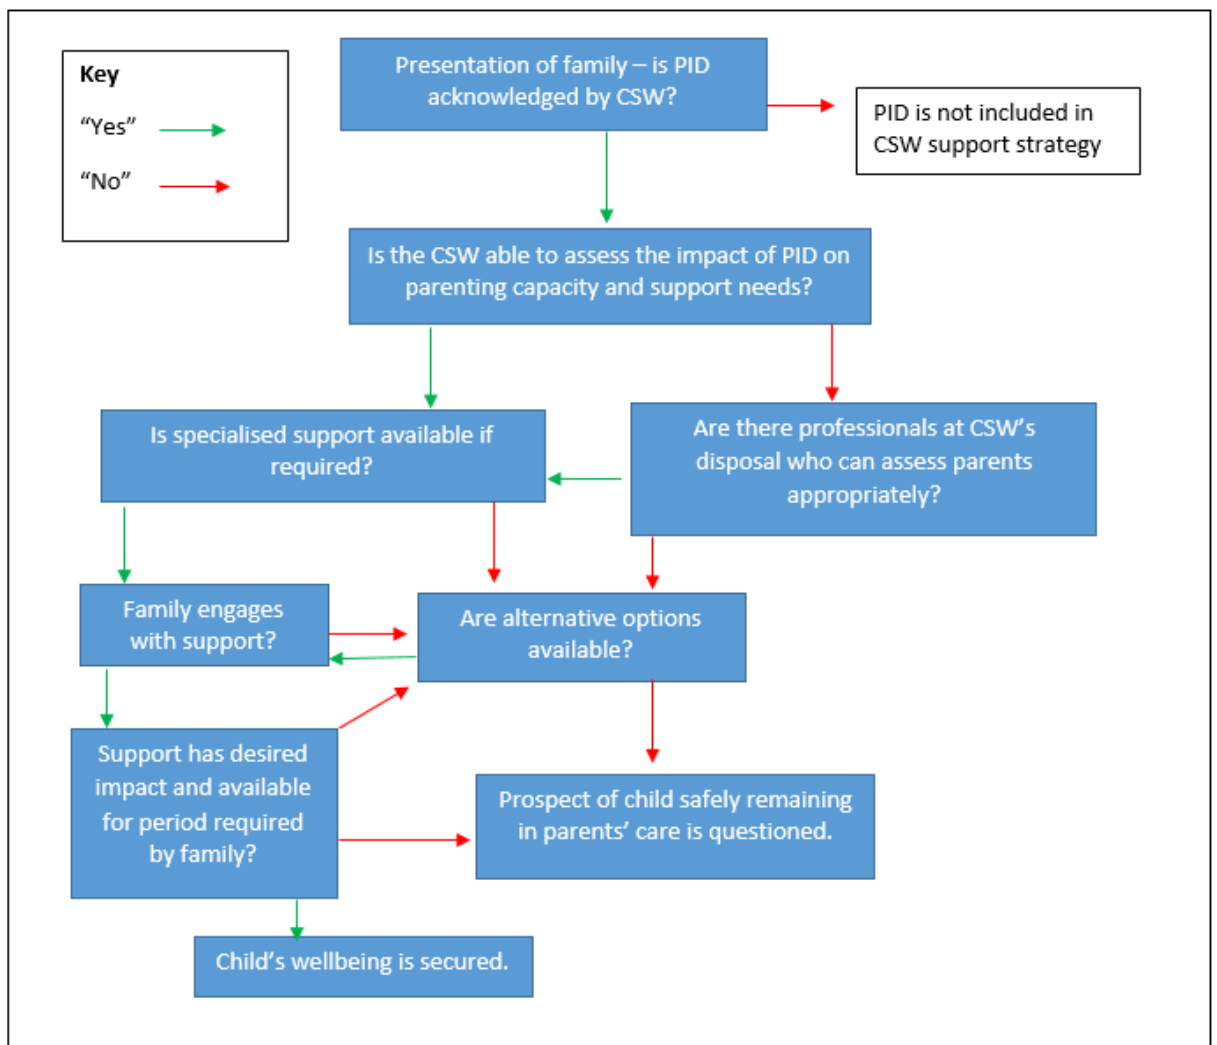 Key
“Yes”
“No”
Presentation of family – is PID
acknowledged by CSW?
PID is not included in
CSW support strategy
Is the CSW able to assess the impact of PID on
parenting capacity and support needs?
Is specialised support available if
required?
Are there professionals at CSW’s
disposal who can assess parents
appropriately?
Family engages
with support?
Are alternative options
available?
Support has desired
impact and available
for period required
by family?
Prospect of child safely remaining
in parents’ care is questioned.
Child’s wellbeing is secured.